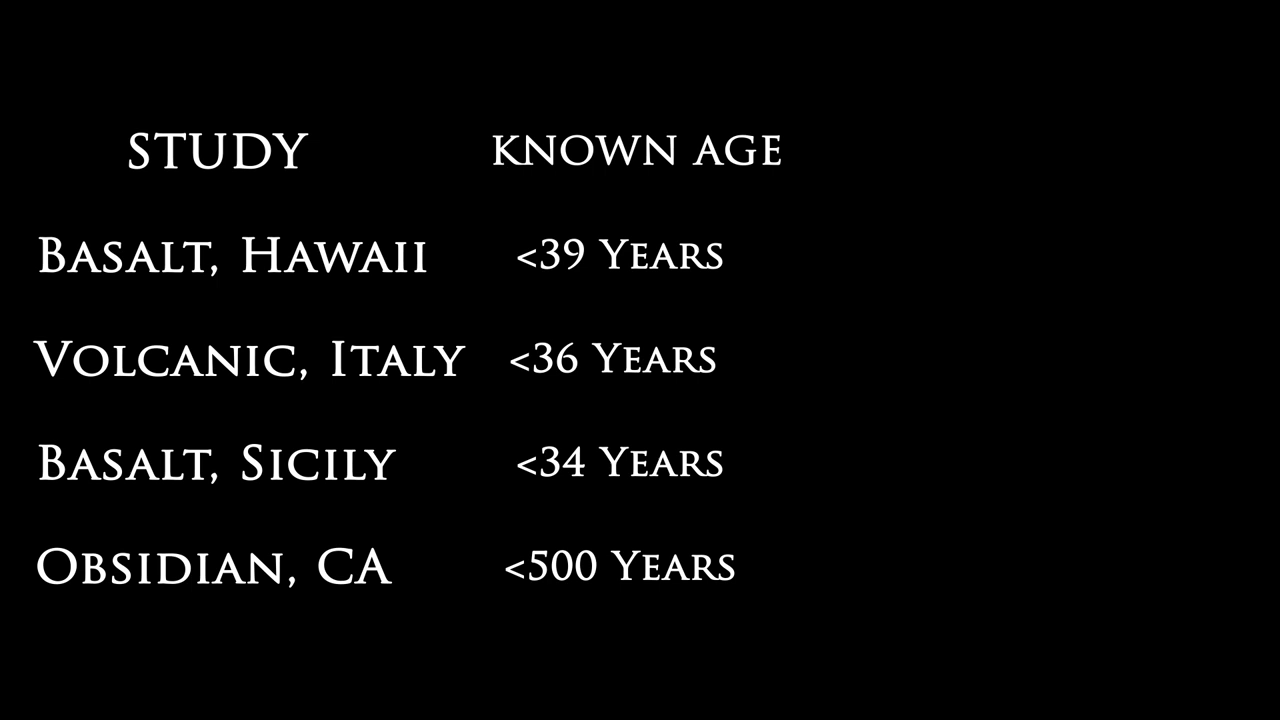 STUDY KNOWN AGE
Basalt, Hawaii <39 Years
Volcanic, Italy <36 Years
Basalt, Sicily <34 Years
Obsidian, CA <500 Years